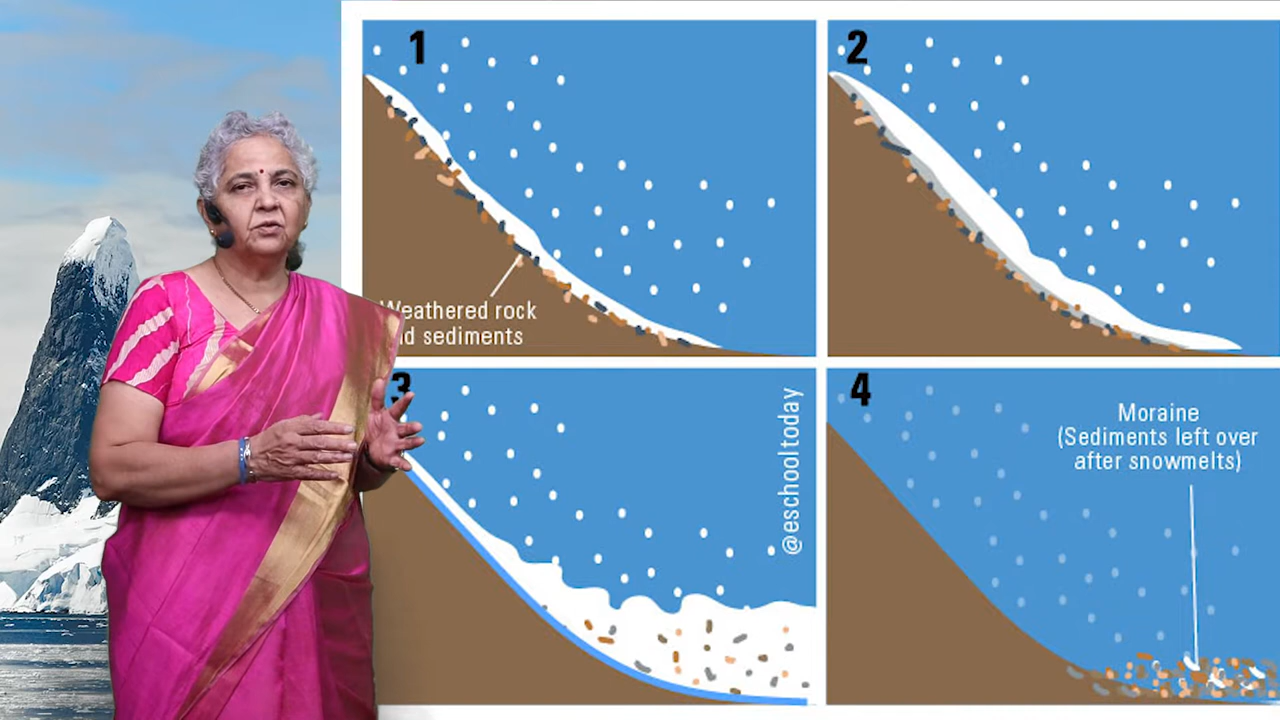 1
2
Weathered rock
sediments
3
@eschooltoday
4
Moraine
(Sediments left over
after snowmelts)